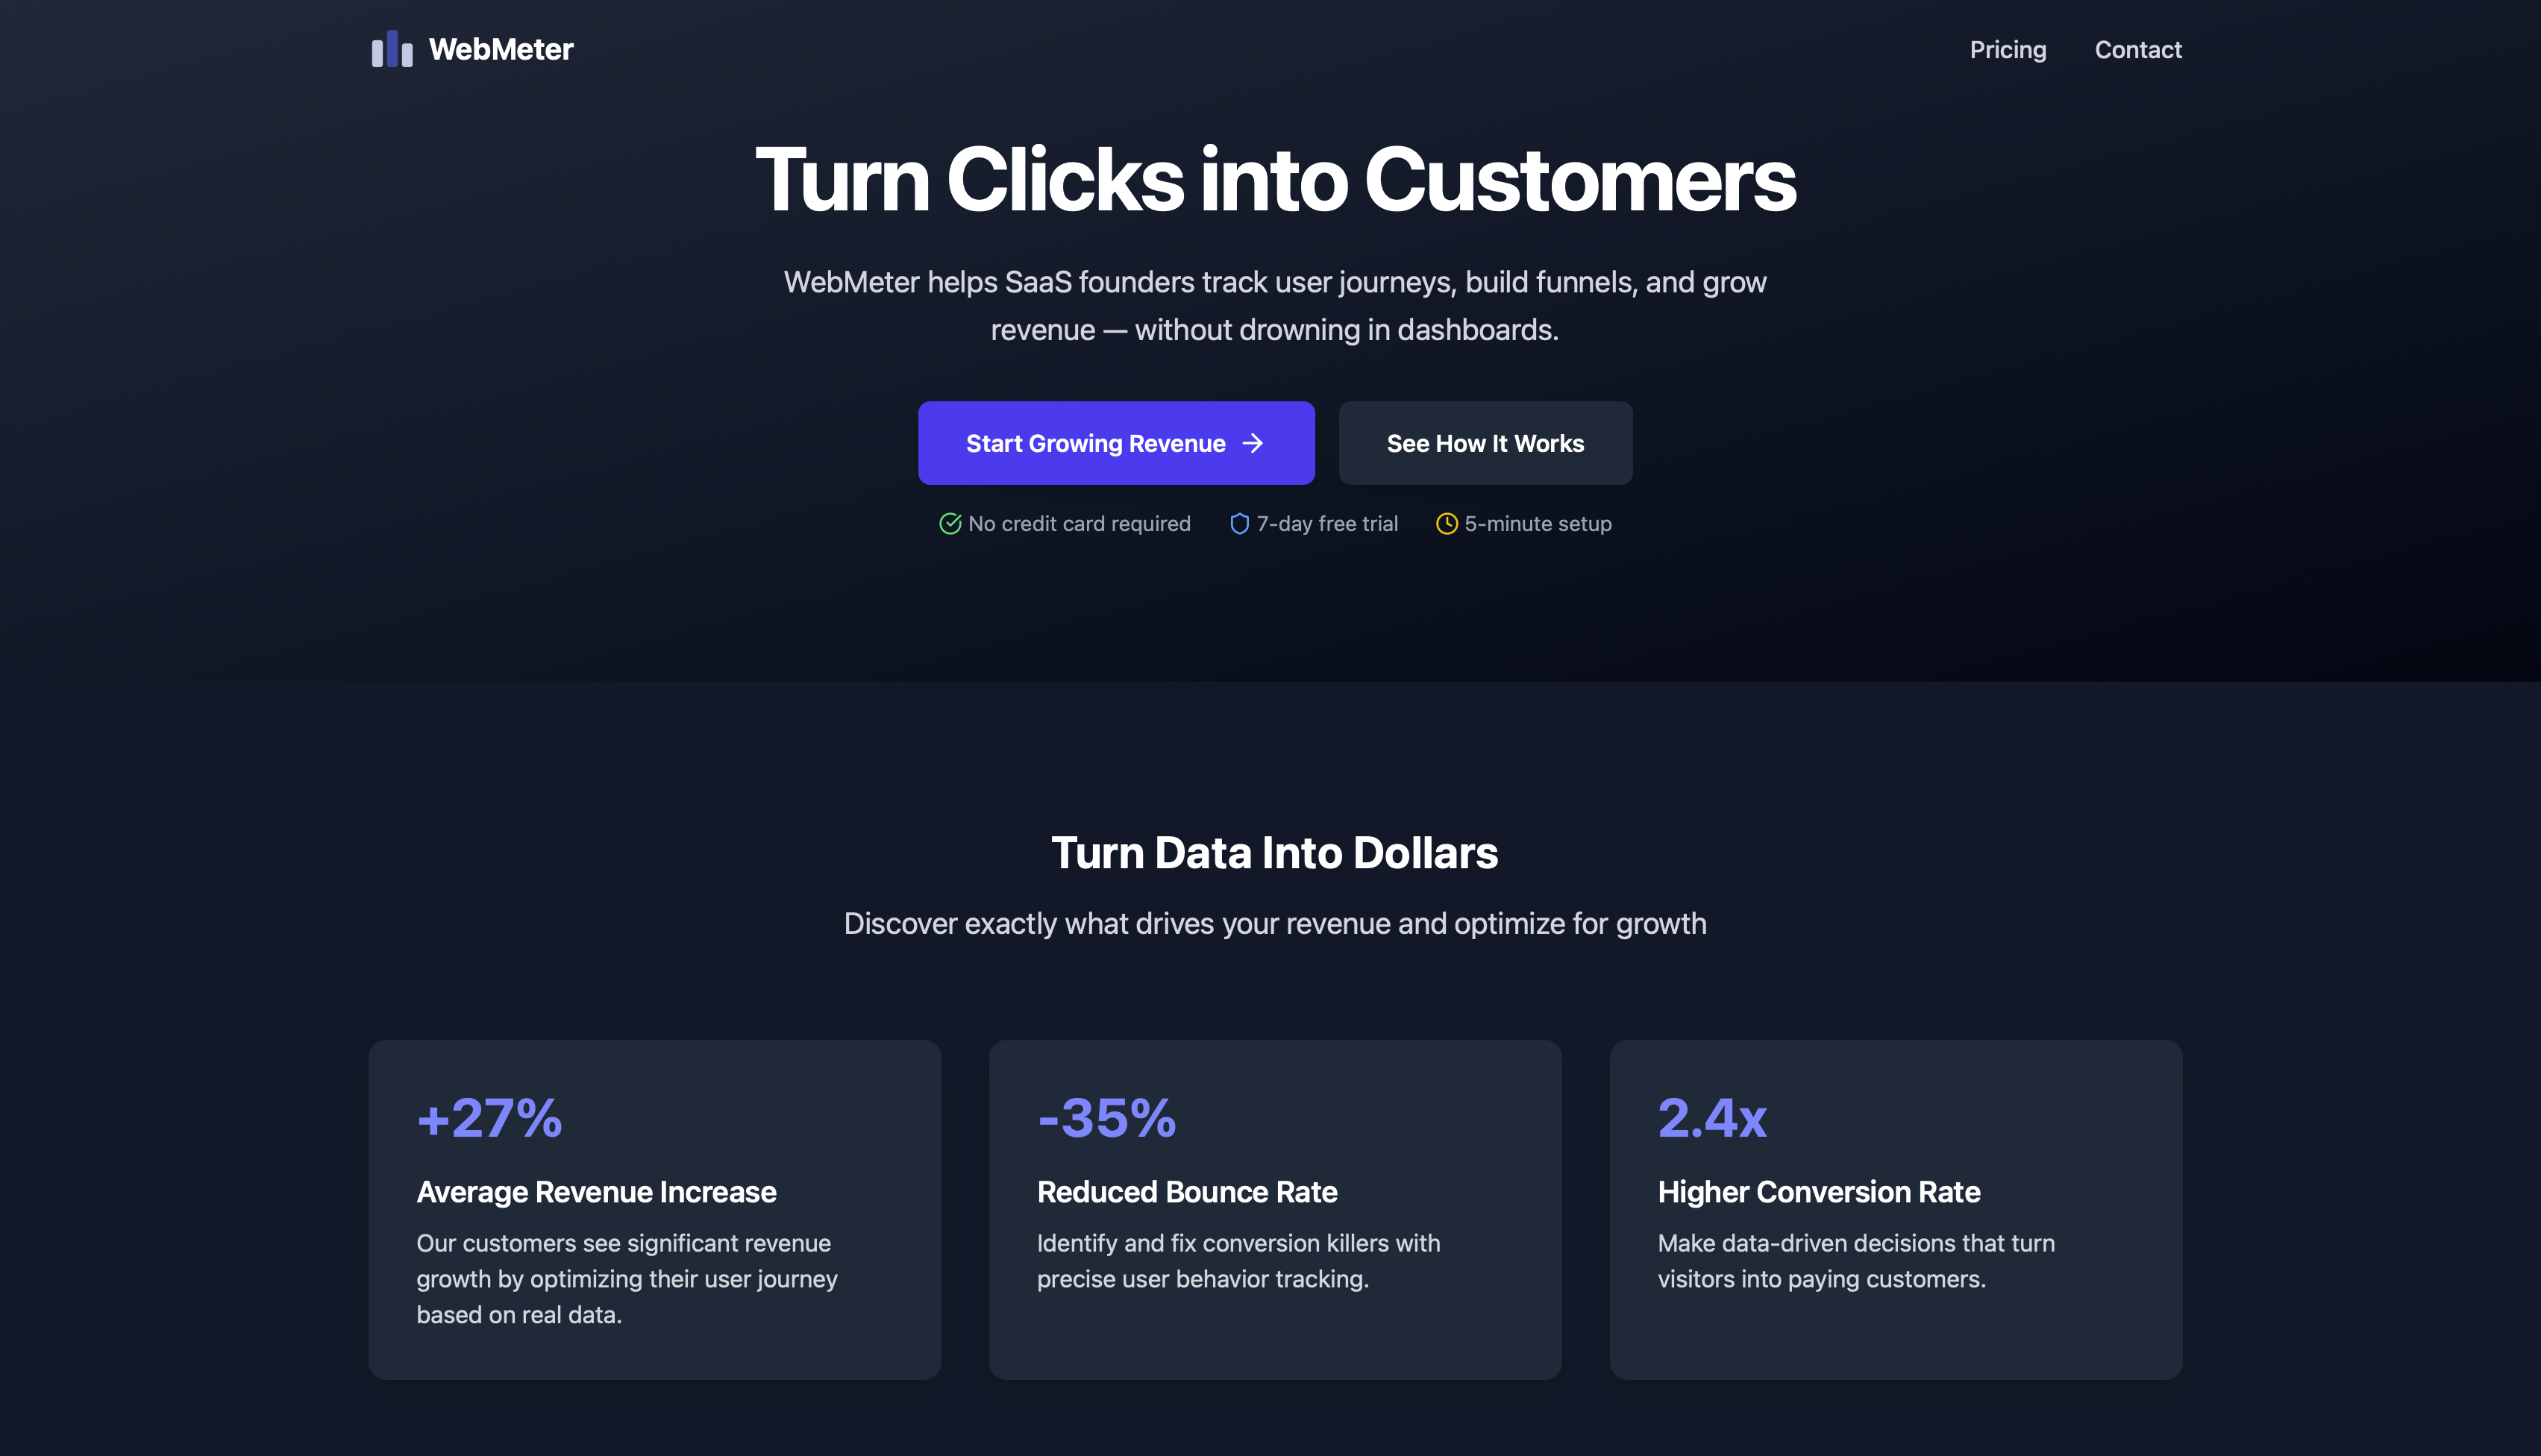 WebMeter
Pricing
Contact
Turn Clicks into Customers
WebMeter helps SaaS founders track user journeys, build funnels, and grow
revenue — without drowning in dashboards.
Start Growing Revenue →
See How It Works
No credit card required
7-day free trial
5-minute setup
Turn Data Into Dollars
Discover exactly what drives your revenue and optimize for growth
+27%
Average Revenue Increase
Our customers see significant revenue
growth by optimizing their user journey
based on real data.
-35%
Reduced Bounce Rate
Identify and fix conversion killers with
precise user behavior tracking.
2.4x
Higher Conversion Rate
Make data-driven decisions that turn
visitors into paying customers.